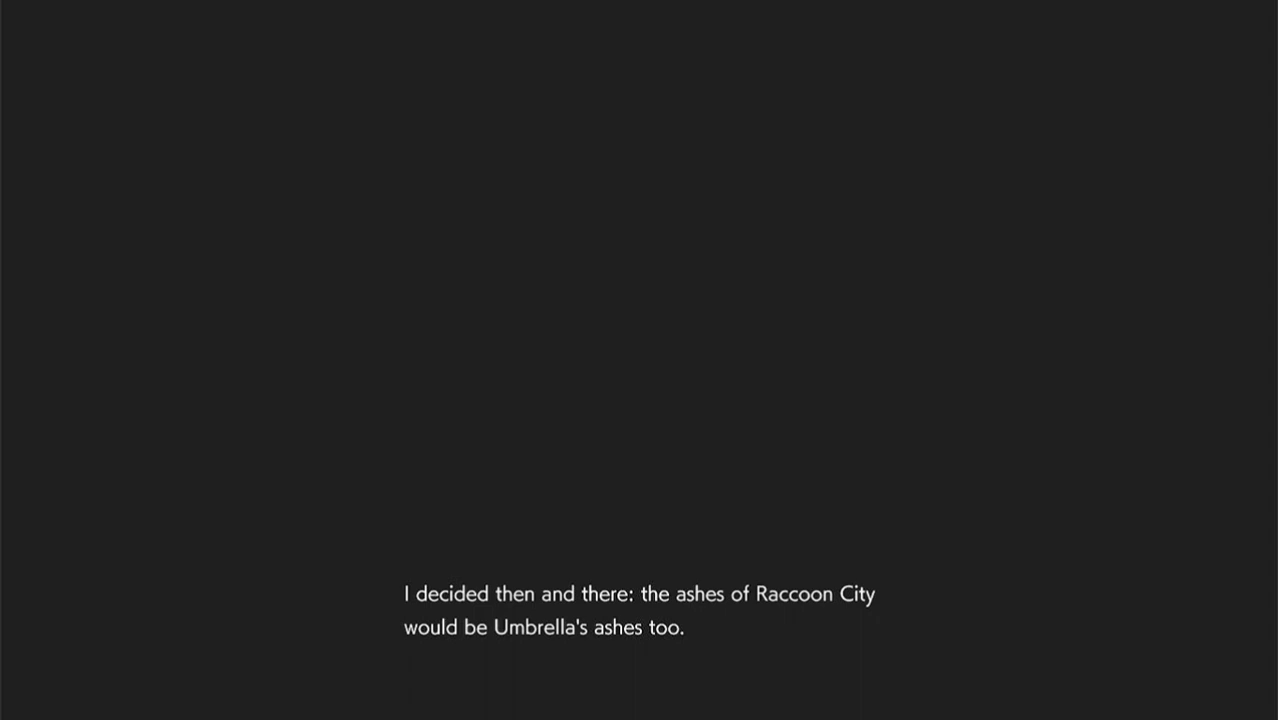 I decided then and there: the ashes of Raccoon City
would be Umbrella's ashes too.